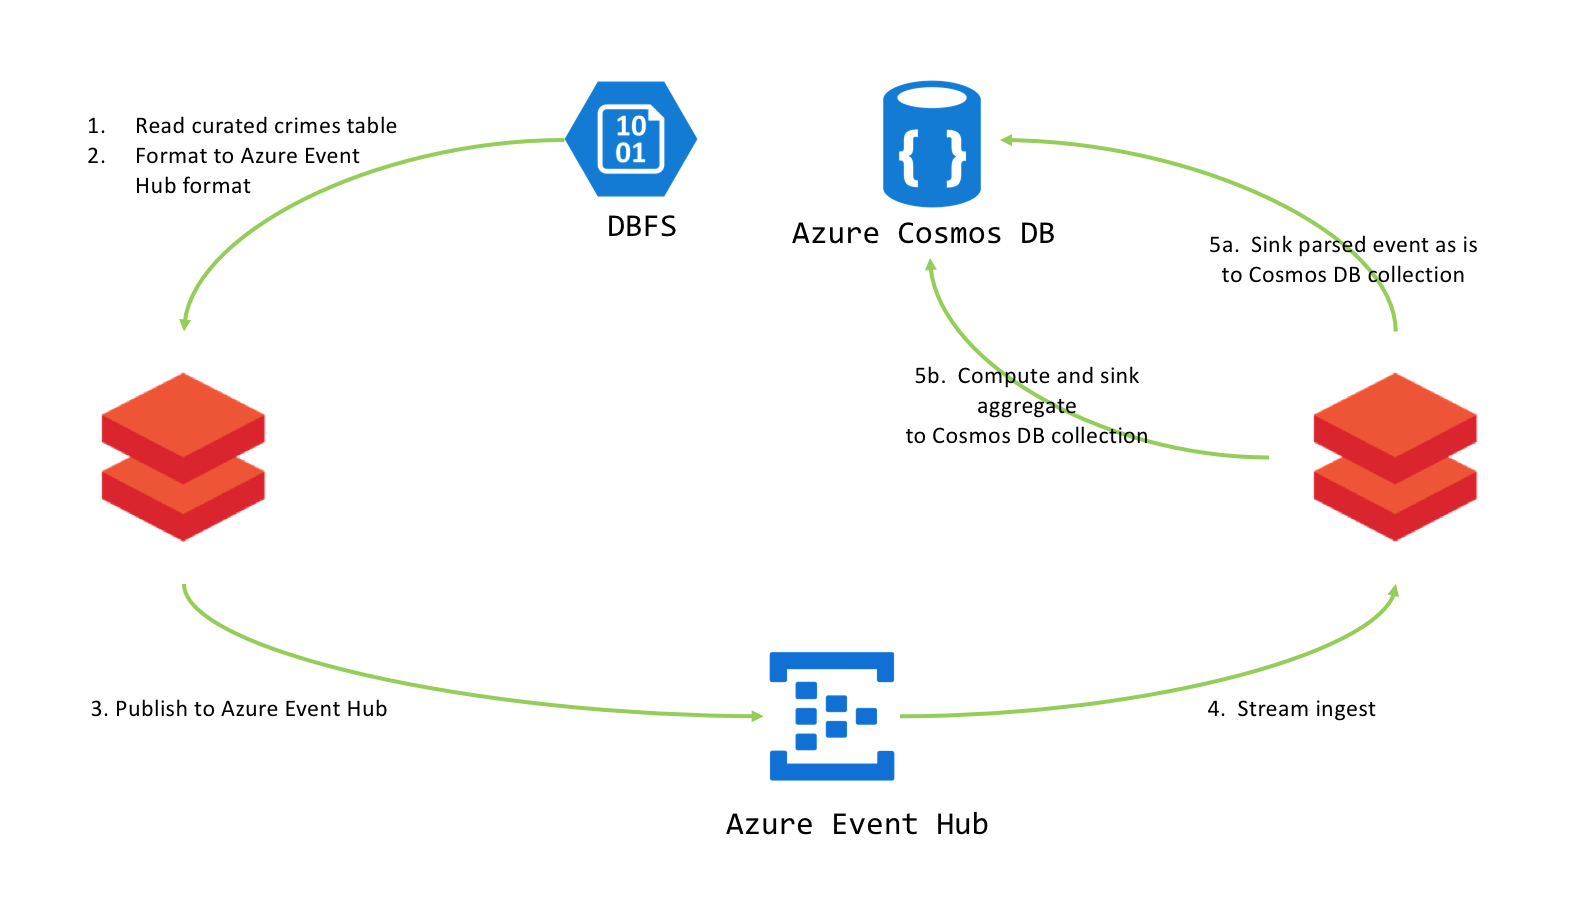 1. Read curated crimes table
2. Format to Azure Event
Hub format
10
01
DBFS
{ }
Azure Cosmos DB
5a. Sink parsed event as is
to Cosmos DB collection
5b. Compute and sink
aggregate
to Cosmos DB collection
3. Publish to Azure Event Hub
4. Stream ingest
Azure Event Hub